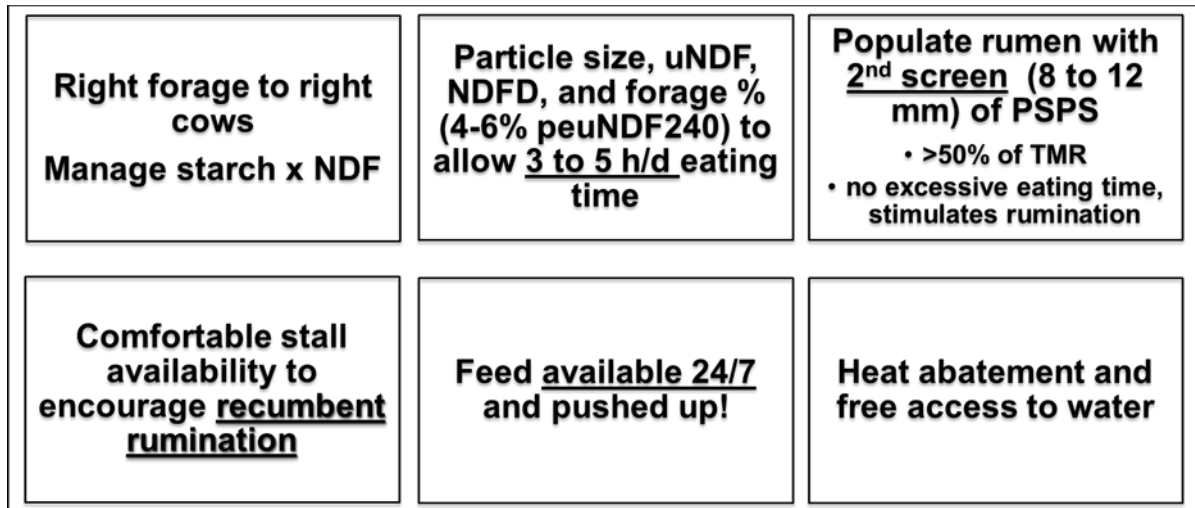 Right forage to right
cows
Manage starch x NDF
Particle size, uNDF,
NDFD, and forage %
(4-6% peuNDF240) to
allow 3 to 5 h/d eating
time
Populate rumen with
2nd screen (8 to 12
mm) of PSPS
• >50% of TMR
• no excessive eating time,
stimulates rumination
Comfortable stall
availability to
encourage recumbent
rumination
Feed available 24/7
and pushed up!
Heat abatement and
free access to water